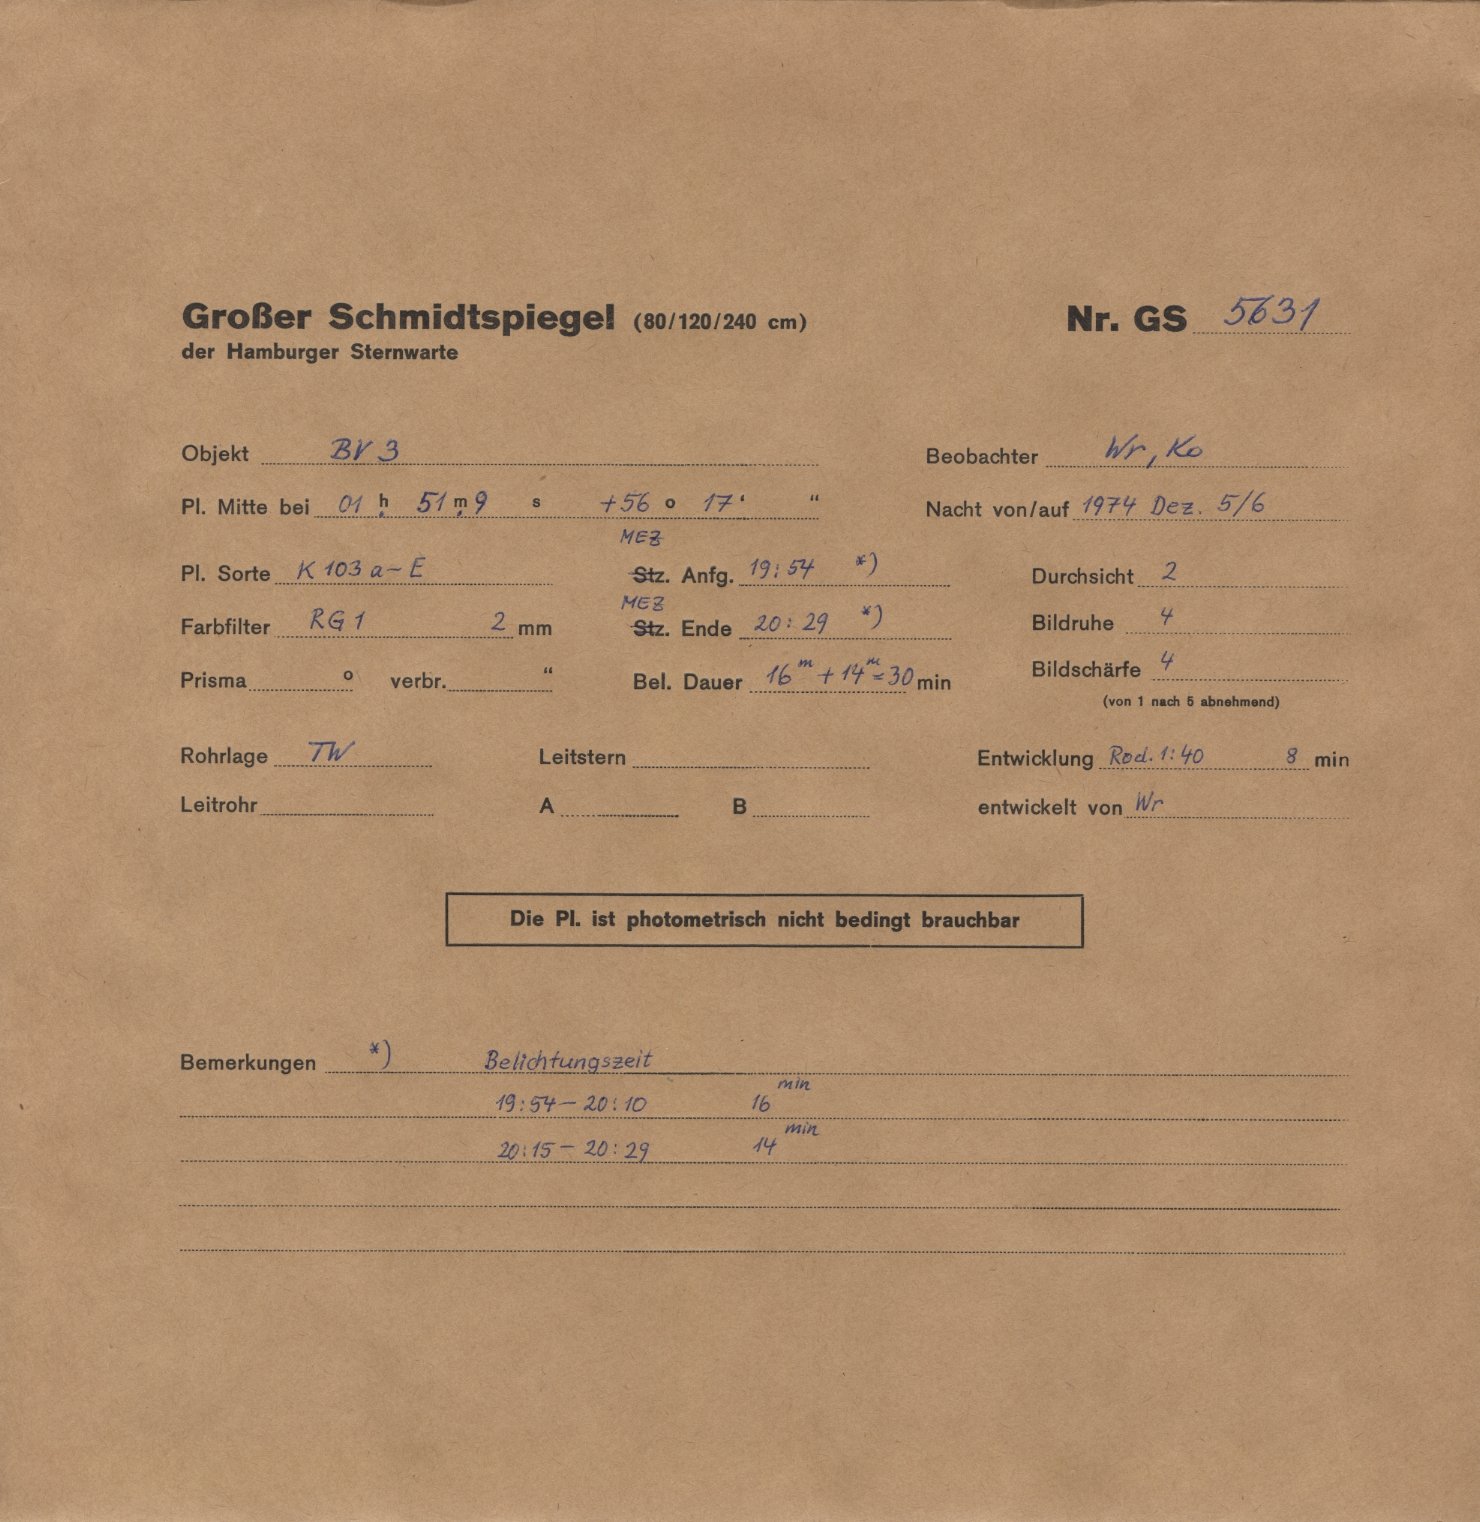 Großer Schmidtspiegel (80/120/240 cm) Nr. GS 5631
der Hamburger Sternwarte
Objekt BV 3 Beobachter Wr, Ko
Pl. Mitte bei 01 h 51 m. 9 s +56 o 17 ‘ “ Nacht von/auf 1974 Dez. 5/6
MEZ
Pl. Sorte K 103 a–E Stz. Anfg. 19:54 *) Durchsicht 2
MEZ
Farbfilter RG 1 2 mm Stz. Ende 20:29 *) Bildruhe 4
Prisma o verbr. “ Bel. Dauer 16m + 14m = 30 min Bildschärfe 4
(von 1 nach 5 abnehmend)
Rohrlage TW Leitstern Entwicklung Rod. 1:40 8 min
Leitrohr A B entwickelt von Wr
Die Pl. ist photometrisch nicht bedingt brauchbar
Bemerkungen *) Belichtungszeit
19:54 – 20:10 16 min
20:15 – 20:29 14 min